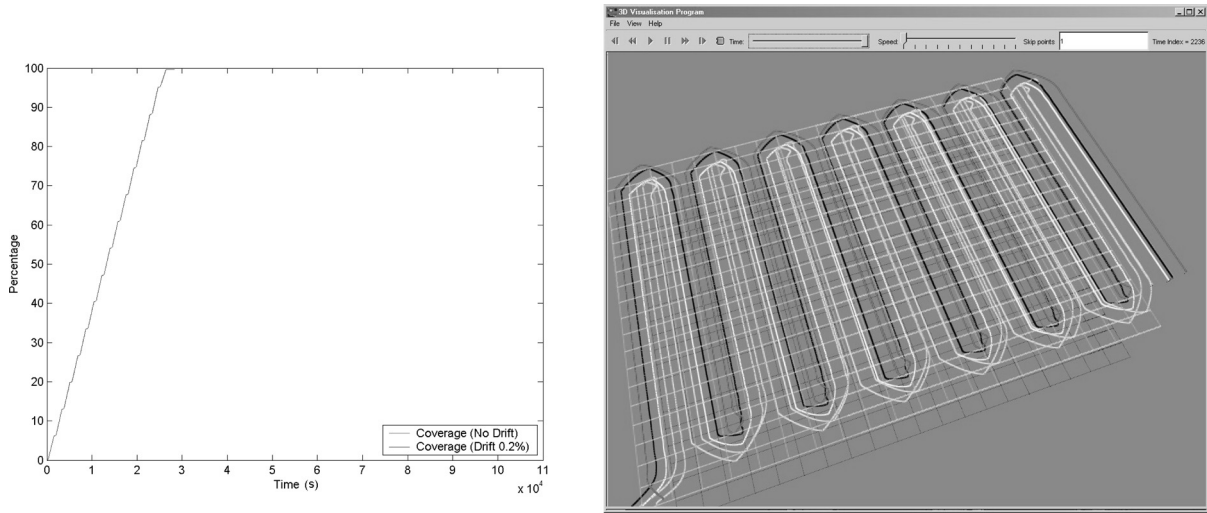 Percentage
100
90
80
70
60
50
40
30
20
10
0
0 1 2 3 4 5 6 7 8 9 10 11
Time (s)
x 10⁴
Coverage (No Drift)
Coverage (Drift 0.2%)
3D Visualisation Program
File View Help
Time: Speed: Skip points 1 Time Index = 2236